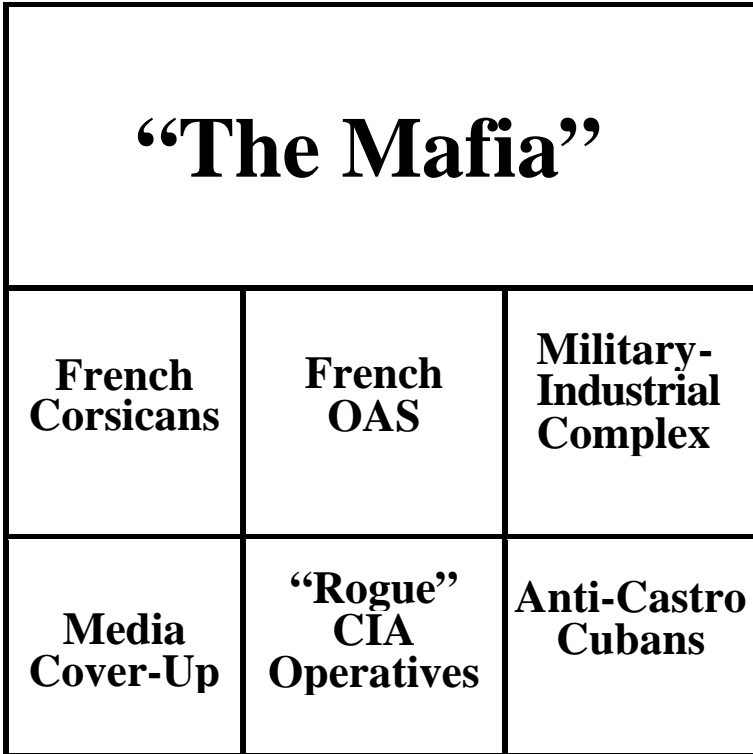 “The Mafia”
French
Corsicans
French
OAS
Military-
Industrial
Complex
Media
Cover-Up
“Rogue”
CIA
Operatives
Anti-Castro
Cubans